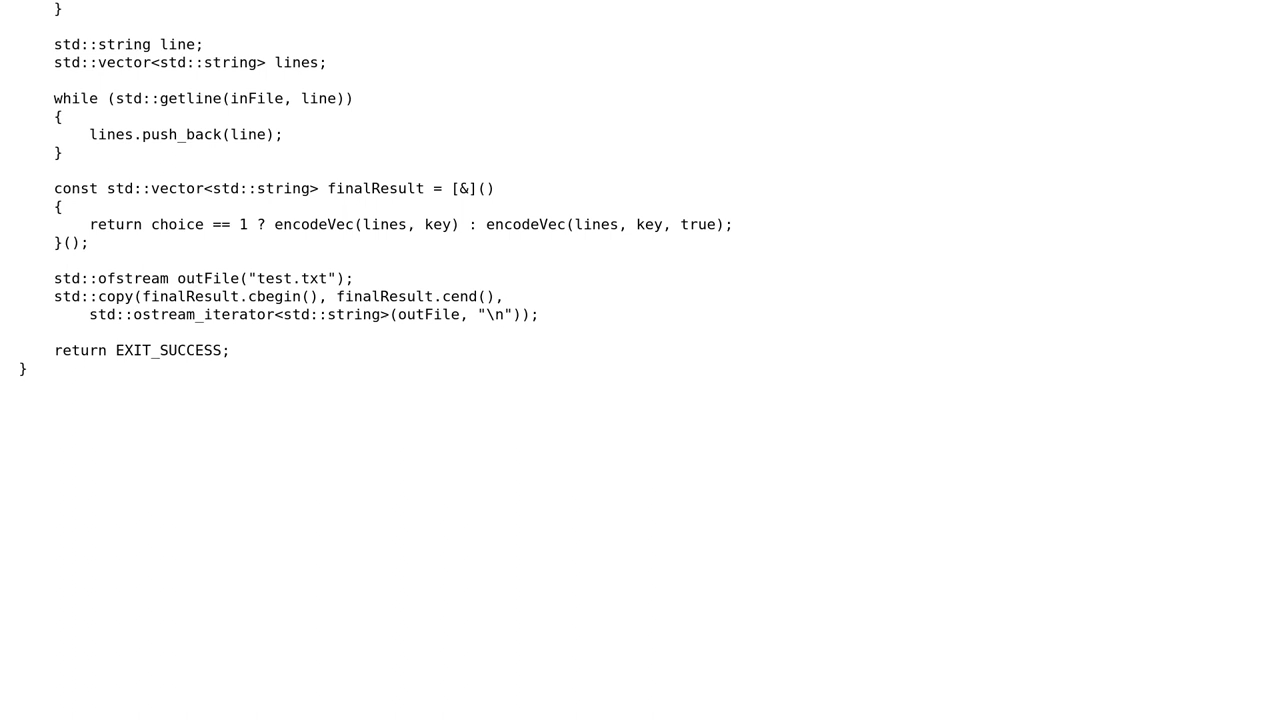 }

    std::string line;
    std::vector<std::string> lines;

    while (std::getline(inFile, line))
    {
        lines.push_back(line);
    }

    const std::vector<std::string> finalResult = [&]()
    {
        return choice == 1 ? encodeVec(lines, key) : encodeVec(lines, key, true);
    }();

    std::ofstream outFile("test.txt");
    std::copy(finalResult.cbegin(), finalResult.cend(),
        std::ostream_iterator<std::string>(outFile, "\n"));

    return EXIT_SUCCESS;
}